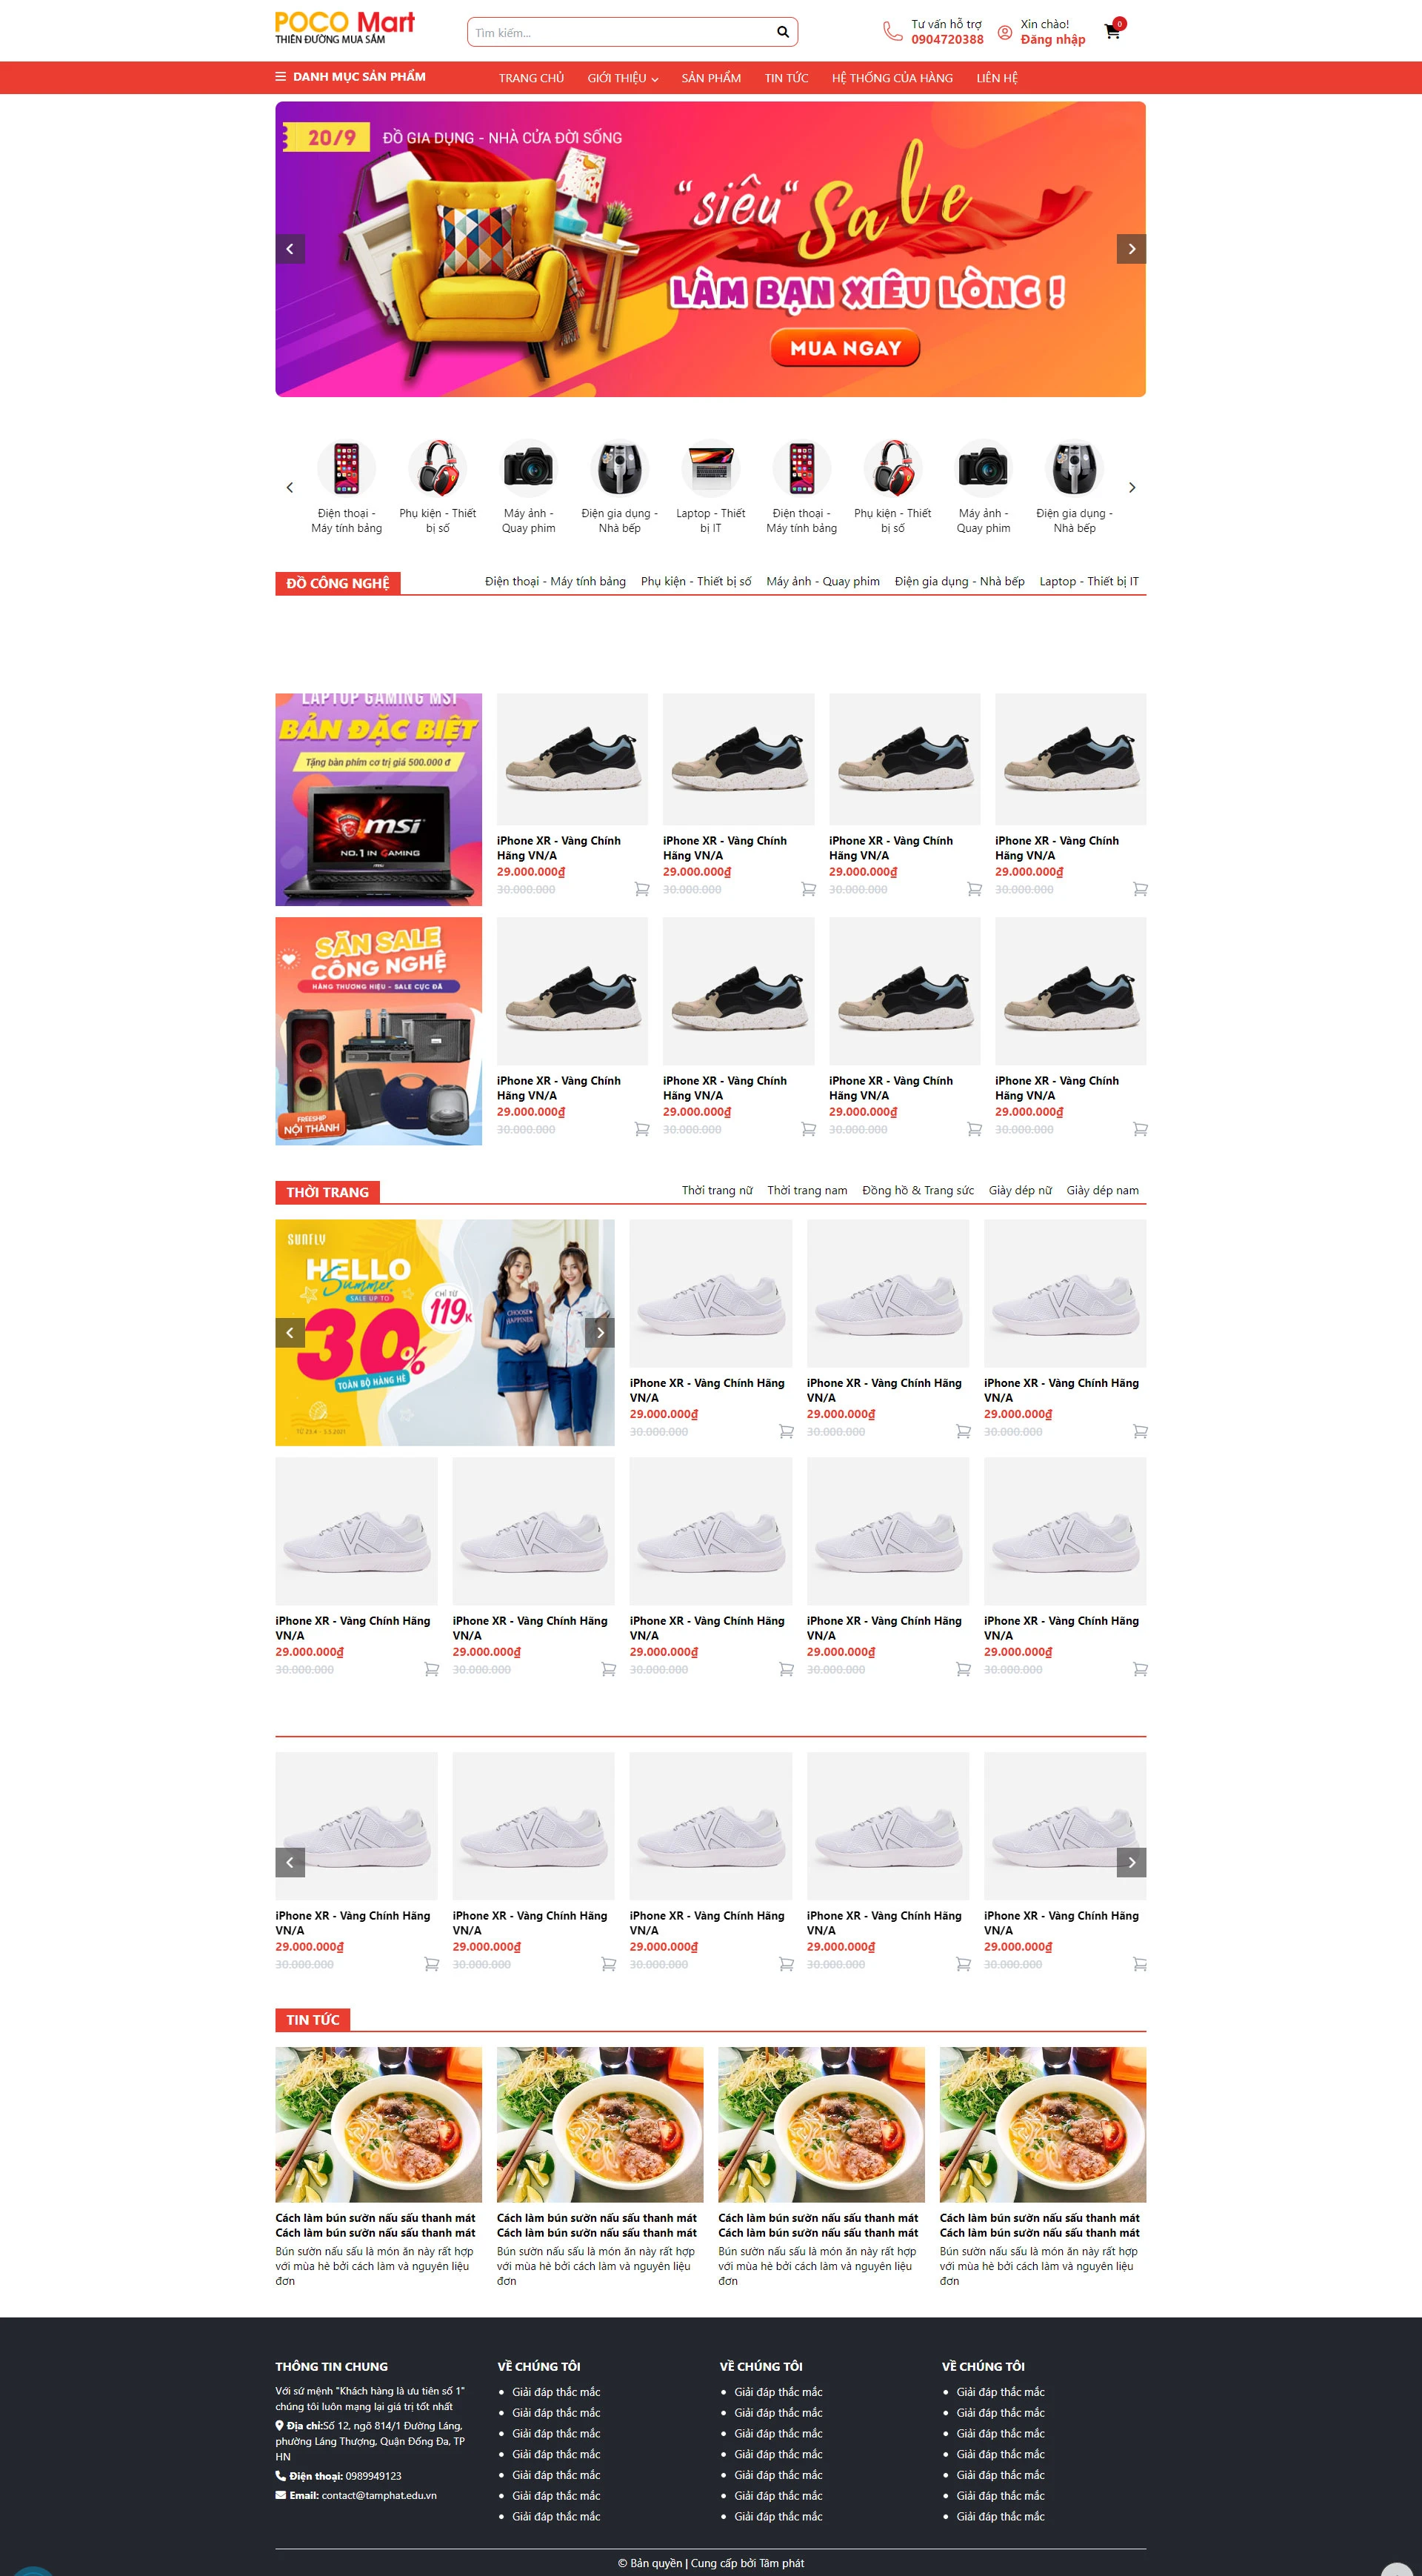 POCO Mart
THIÊN ĐƯỜNG MUA SẮM
Tìm kiếm...
Tư vấn hỗ trợ
0904720388
Xin chào!
Đăng nhập
0
DANH MỤC SẢN PHẨM
TRANG CHỦ GIỚI THIỆU SẢN PHẨM TIN TỨC HỆ THỐNG CỬA HÀNG LIÊN HỆ
20/9 ĐỒ GIA DỤNG - NHÀ CỬA ĐỜI SỐNG
"siêu" Sale
LÀM BẠN XIÊU LÒNG !
MUA NGAY
Điện thoại -
Máy tính bảng
Phụ kiện - Thiết
bị số
Máy ảnh -
Quay phim
Điện gia dụng -
Nhà bếp
Laptop - Thiết
bị IT
Điện thoại -
Máy tính bảng
Phụ kiện - Thiết
bị số
Máy ảnh -
Quay phim
Điện gia dụng -
Nhà bếp
ĐỒ CÔNG NGHỆ
Điện thoại - Máy tính bảng Phụ kiện - Thiết bị số Máy ảnh - Quay phim Điện gia dụng - Nhà bếp Laptop - Thiết bị IT
LAPTOP GAMING MSI
BẢN ĐẶC BIỆT
Tặng bàn phím cơ trị giá 500.000 đ
msi
NO.1 IN GAMING
iPhone XR - Vàng Chính
Hãng VN/A
29.000.000₫
30.000.000
iPhone XR - Vàng Chính
Hãng VN/A
29.000.000₫
30.000.000
iPhone XR - Vàng Chính
Hãng VN/A
29.000.000₫
30.000.000
iPhone XR - Vàng Chính
Hãng VN/A
29.000.000₫
30.000.000
SĂN SALE
CÔNG NGHỆ
HÀNG THƯƠNG HIỆU - SALE CỰC ĐÃ
FREESHIP
NỘI THÀNH
iPhone XR - Vàng Chính
Hãng VN/A
29.000.000₫
30.000.000
iPhone XR - Vàng Chính
Hãng VN/A
29.000.000₫
30.000.000
iPhone XR - Vàng Chính
Hãng VN/A
29.000.000₫
30.000.000
iPhone XR - Vàng Chính
Hãng VN/A
29.000.000₫
30.000.000
THỜI TRANG
Thời trang nữ Thời trang nam Đồng hồ & Trang sức Giày dép nữ Giày dép nam
SUNFLY
HELLO
Summer
SALE UP TO
30%
CHỈ TỪ
119K
TOÀN BỘ HÀNG HÈ
TỪ 23.4 - 3.5.2021
CHOOSE
HAPPINES
iPhone XR - Vàng Chính Hãng
VN/A
29.000.000₫
30.000.000
iPhone XR - Vàng Chính Hãng
VN/A
29.000.000₫
30.000.000
iPhone XR - Vàng Chính Hãng
VN/A
29.000.000₫
30.000.000
iPhone XR - Vàng Chính Hãng
VN/A
29.000.000₫
30.000.000
iPhone XR - Vàng Chính Hãng
VN/A
29.000.000₫
30.000.000
iPhone XR - Vàng Chính Hãng
VN/A
29.000.000₫
30.000.000
iPhone XR - Vàng Chính Hãng
VN/A
29.000.000₫
30.000.000
iPhone XR - Vàng Chính Hãng
VN/A
29.000.000₫
30.000.000
iPhone XR - Vàng Chính Hãng
VN/A
29.000.000₫
30.000.000
iPhone XR - Vàng Chính Hãng
VN/A
29.000.000₫
30.000.000
iPhone XR - Vàng Chính Hãng
VN/A
29.000.000₫
30.000.000
iPhone XR - Vàng Chính Hãng
VN/A
29.000.000₫
30.000.000
iPhone XR - Vàng Chính Hãng
VN/A
29.000.000₫
30.000.000
TIN TỨC
Cách làm bún sườn nấu sấu thanh mát
Cách làm bún sườn nấu sấu thanh mát
Bún sườn nấu sấu là món ăn này rất hợp
với mùa hè bởi cách làm và nguyên liệu
đơn
Cách làm bún sườn nấu sấu thanh mát
Cách làm bún sườn nấu sấu thanh mát
Bún sườn nấu sấu là món ăn này rất hợp
với mùa hè bởi cách làm và nguyên liệu
đơn
Cách làm bún sườn nấu sấu thanh mát
Cách làm bún sườn nấu sấu thanh mát
Bún sườn nấu sấu là món ăn này rất hợp
với mùa hè bởi cách làm và nguyên liệu
đơn
Cách làm bún sườn nấu sấu thanh mát
Cách làm bún sườn nấu sấu thanh mát
Bún sườn nấu sấu là món ăn này rất hợp
với mùa hè bởi cách làm và nguyên liệu
đơn
THÔNG TIN CHUNG
Với sứ mệnh "Khách hàng là ưu tiên số 1"
chúng tôi luôn mạng lại giá trị tốt nhất
Địa chỉ:Số 12, ngõ 814/1 Đường Láng,
phường Láng Thượng, Quận Đống Đa, TP
HN
Điện thoại: 0989949123
Email: contact@tamphat.edu.vn
VỀ CHÚNG TÔI
Giải đáp thắc mắc
Giải đáp thắc mắc
Giải đáp thắc mắc
Giải đáp thắc mắc
Giải đáp thắc mắc
Giải đáp thắc mắc
Giải đáp thắc mắc
VỀ CHÚNG TÔI
Giải đáp thắc mắc
Giải đáp thắc mắc
Giải đáp thắc mắc
Giải đáp thắc mắc
Giải đáp thắc mắc
Giải đáp thắc mắc
Giải đáp thắc mắc
VỀ CHÚNG TÔI
Giải đáp thắc mắc
Giải đáp thắc mắc
Giải đáp thắc mắc
Giải đáp thắc mắc
Giải đáp thắc mắc
Giải đáp thắc mắc
Giải đáp thắc mắc
© Bản quyền | Cung cấp bởi Tâm phát